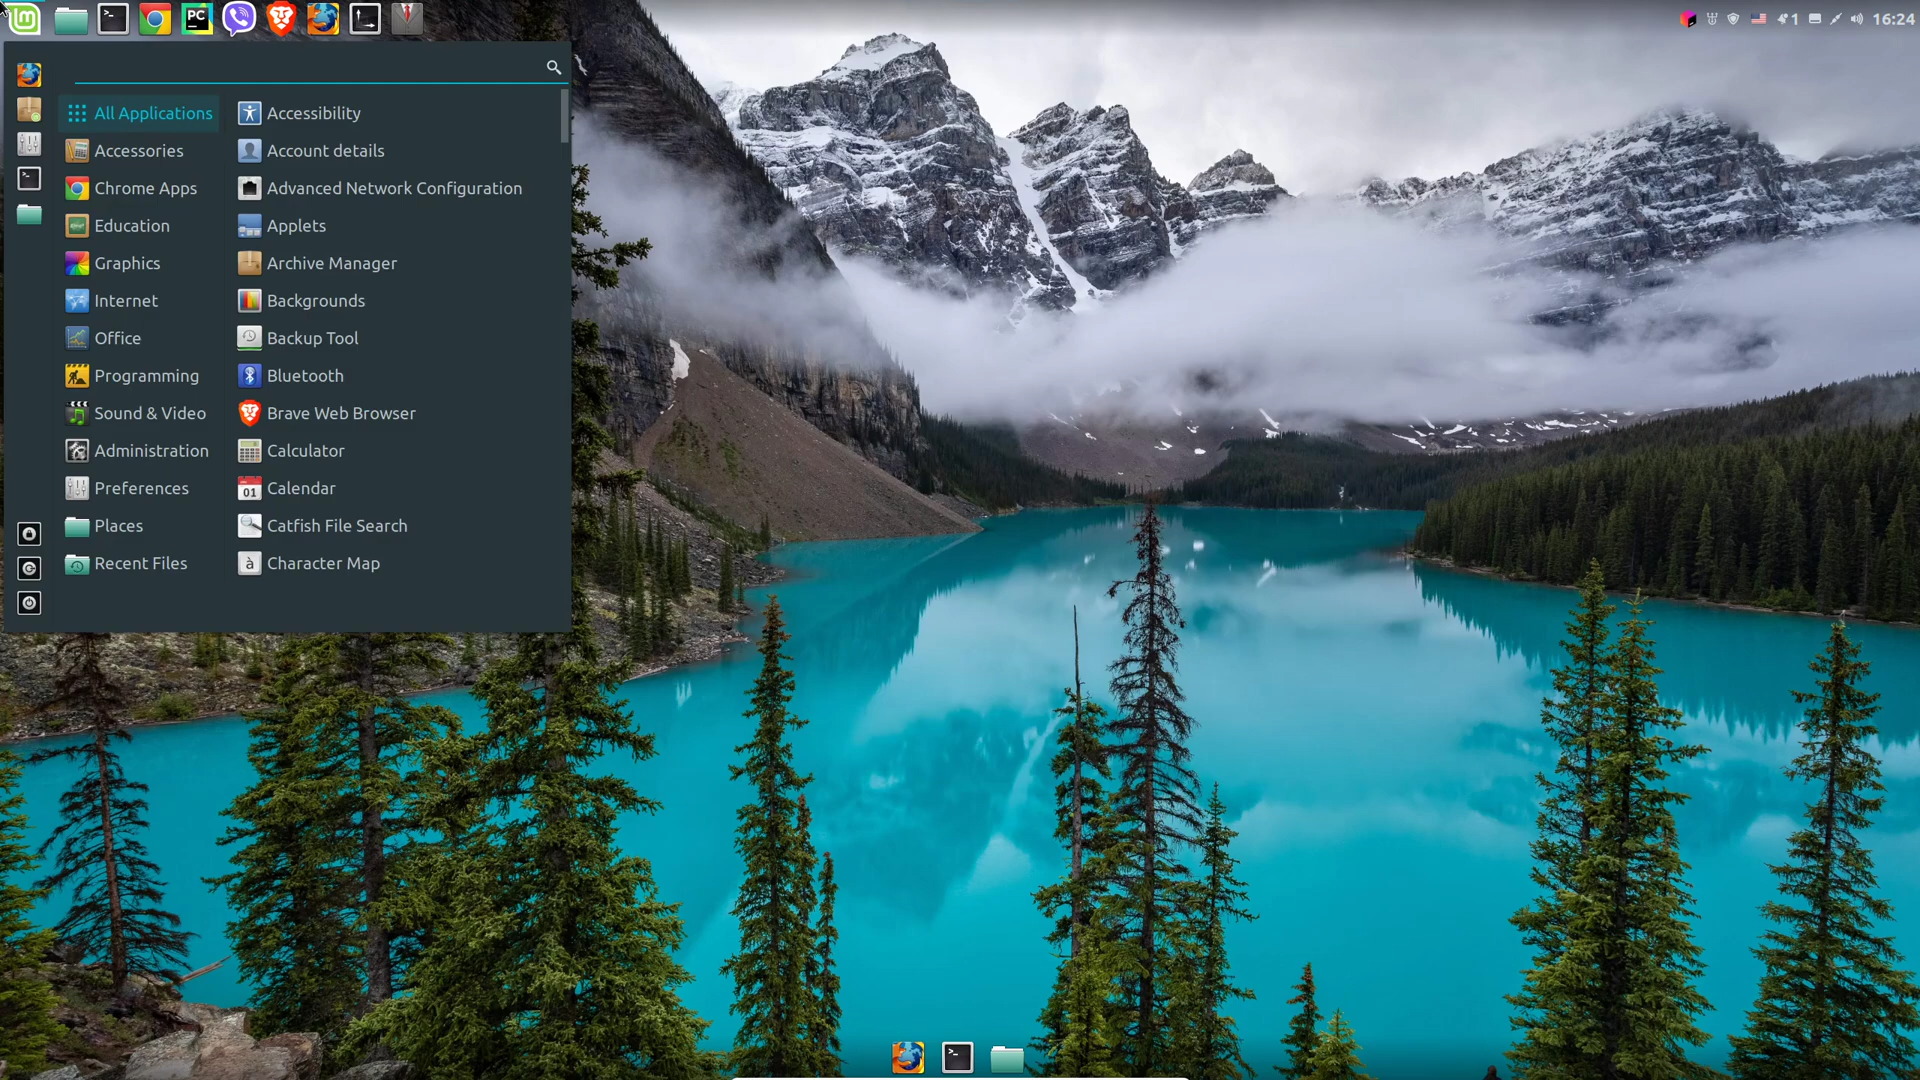 PC
1
16:24
All Applications
Accessibility
Accessories
Account details
Chrome Apps
Advanced Network Configuration
Education
Applets
Graphics
Archive Manager
Internet
Backgrounds
Office
Backup Tool
Programming
Bluetooth
Sound & Video
Brave Web Browser
Administration
Calculator
Preferences
01
Calendar
Places
Catfish File Search
Recent Files
à
Character Map